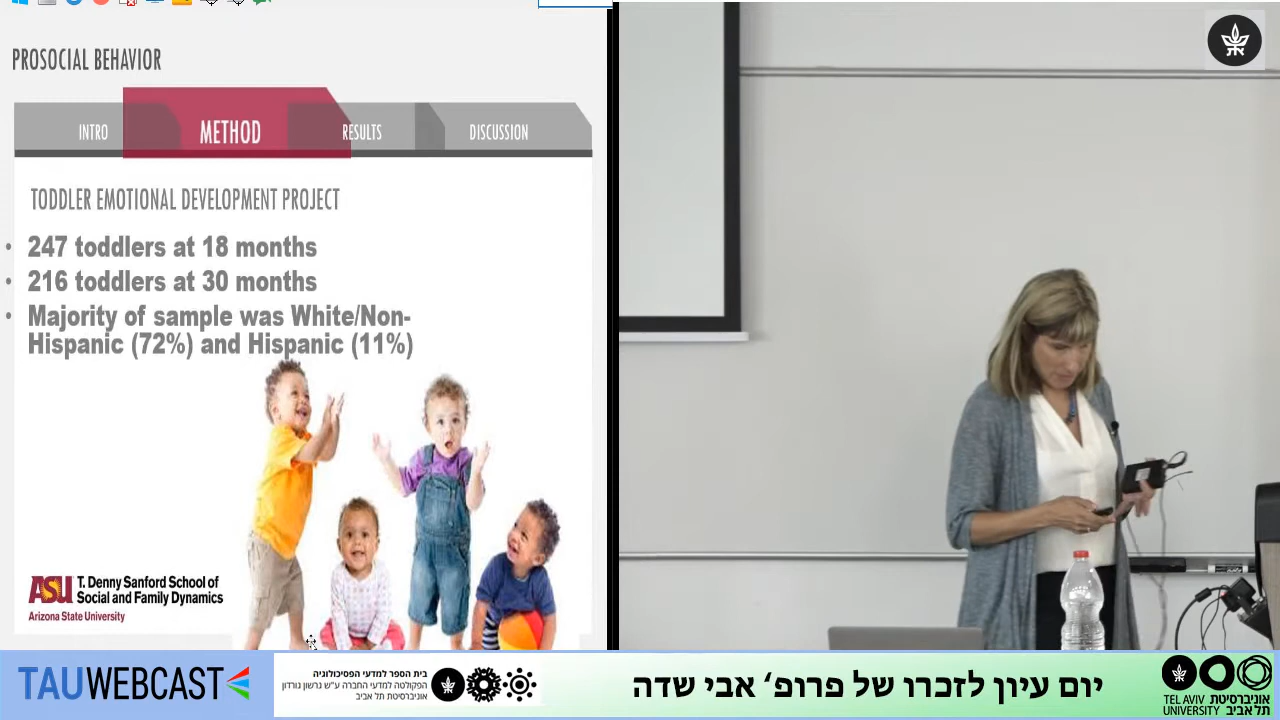 PROSOCIAL BEHAVIOR
INTRO
METHOD
RESULTS
DISCUSSION
TODDLER EMOTIONAL DEVELOPMENT PROJECT
• 247 toddlers at 18 months
• 216 toddlers at 30 months
• Majority of sample was White/Non-
Hispanic (72%) and Hispanic (11%)
ASU
T. Denny Sanford School of
Social and Family Dynamics
Arizona State University
TAUWEBCAST
בית הספר למדעי הפסיכולוגיה
הפקולטה למדעי החברה ע"ש גרשון גורדון
אוניברסיטת תל אביב
יום עיון לזכרו של פרופ' אבי שדה
TEL AVIV
UNIVERSITY
אוניברסיטת
תל אביב